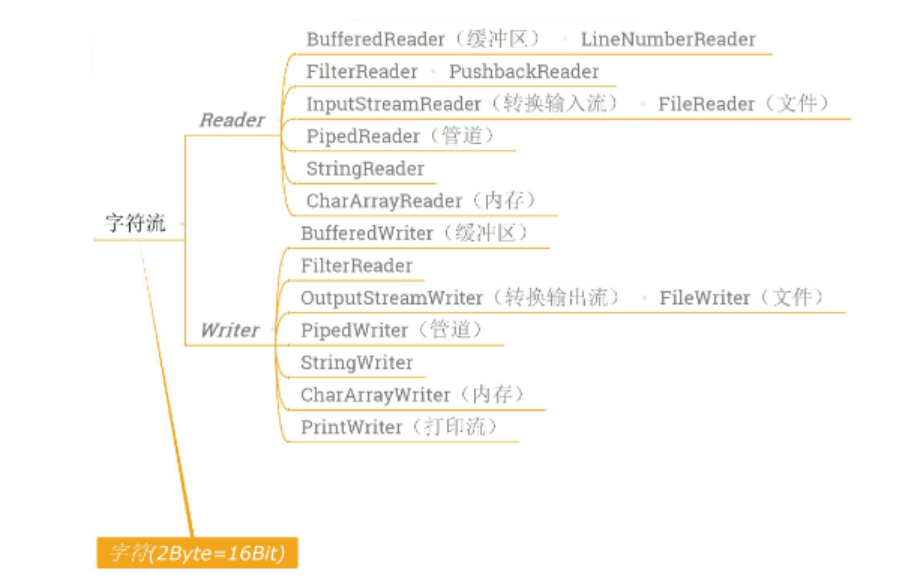 BufferedReader（缓冲区） LineNumberReader
FilterReader PushbackReader
InputStreamReader（转换输入流） FileReader（文件）
Reader
PipedReader（管道）
StringReader
CharArrayReader（内存）
字符流
BufferedWriter（缓冲区）
FilterReader
OutputStreamWriter（转换输出流） FileWriter（文件）
Writer
PipedWriter（管道）
StringWriter
CharArrayWriter（内存）
PrintWriter（打印流）
字符(2Byte=16Bit)